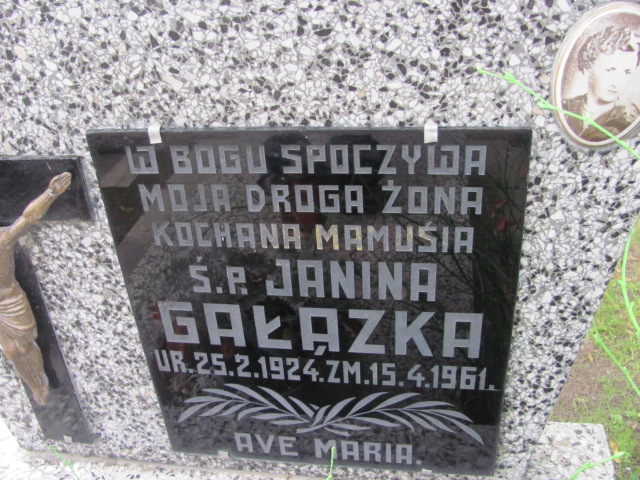 W BOGU SPOCZYWA
MOJA DROGA ŻONA
KOCHANA MAMUSIA
Ś.P. JANINA
GAŁĄZKA
UR. 25.2.1924. ZM. 15.4.1961.
AVE MARIA.